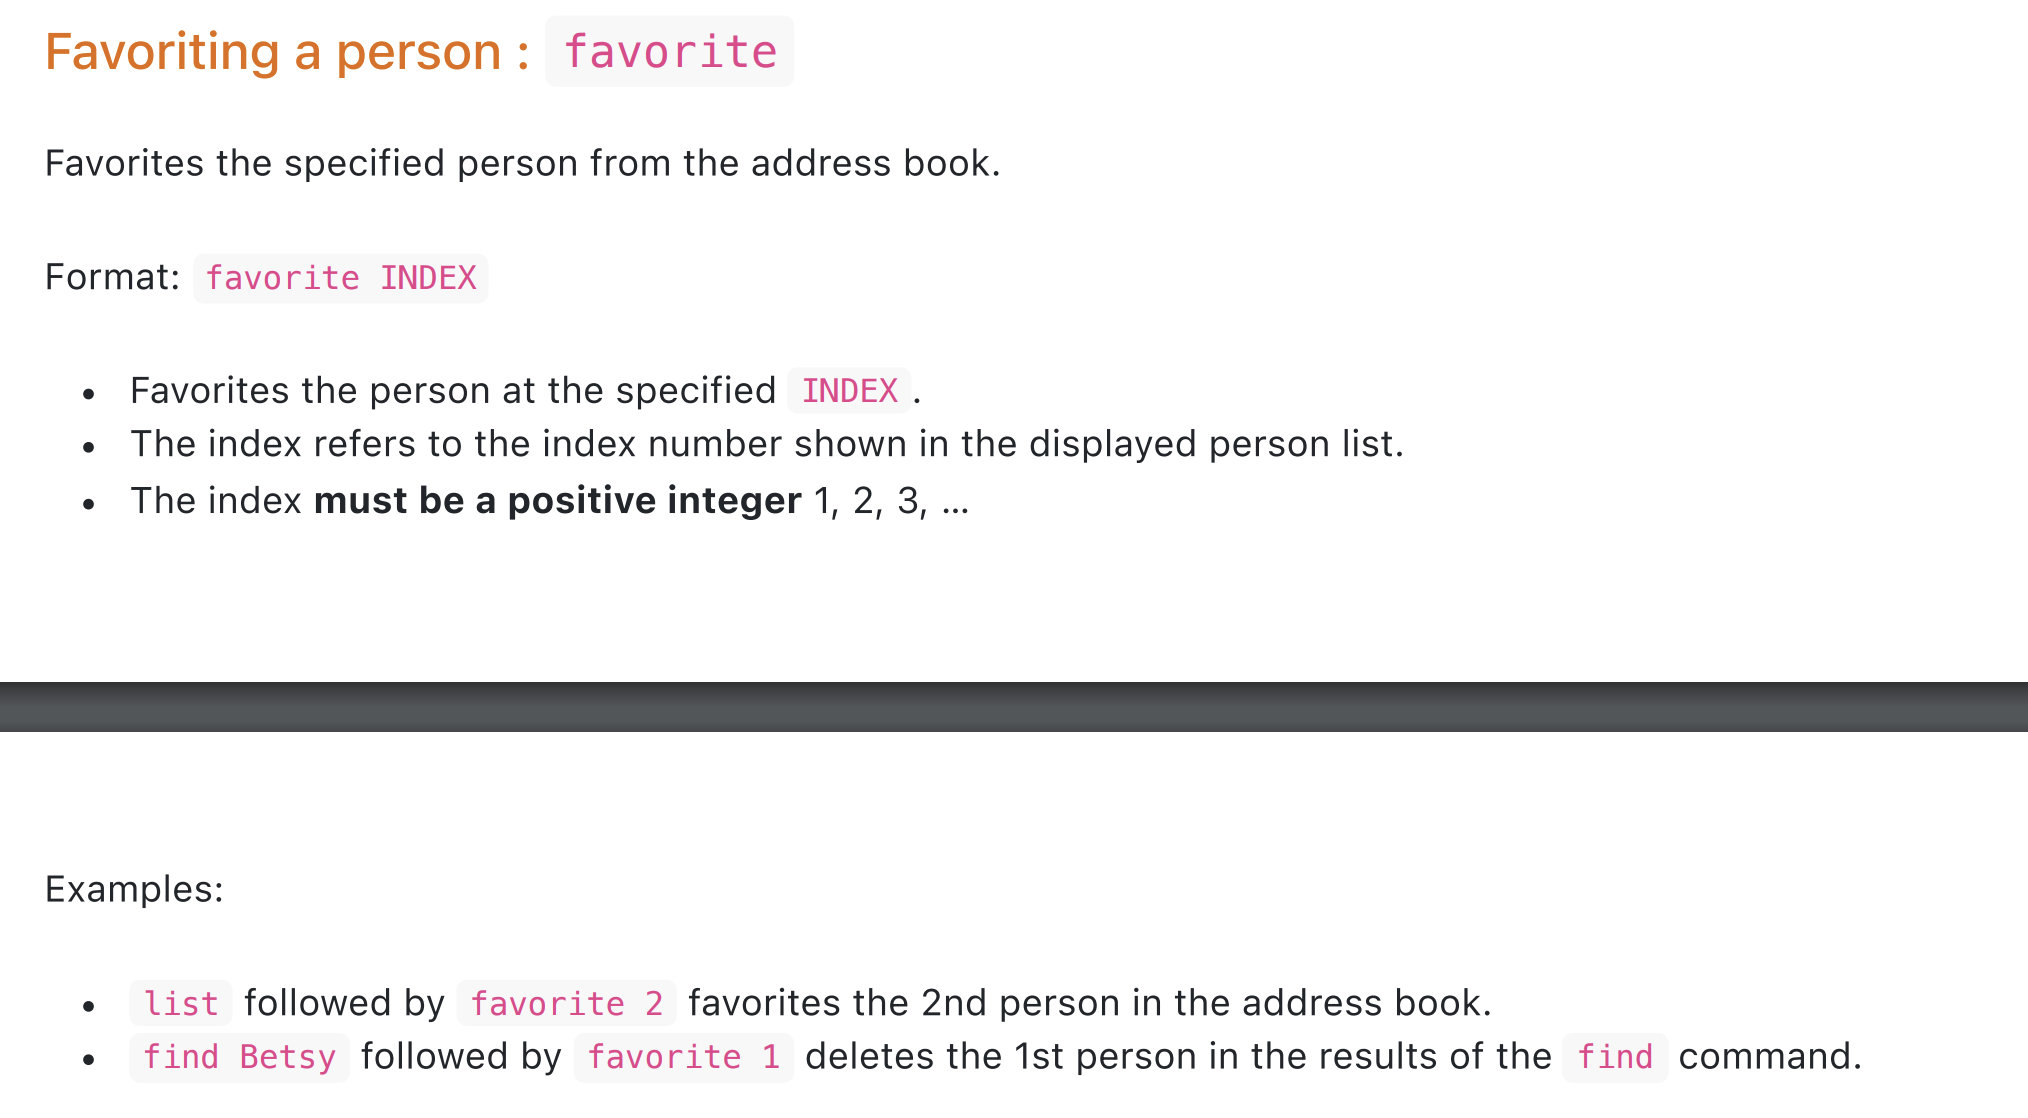 Favoriting a person : favorite
Favorites the specified person from the address book.
Format: favorite INDEX
• Favorites the person at the specified INDEX.
• The index refers to the index number shown in the displayed person list.
• The index must be a positive integer 1, 2, 3, …
Examples:
• list followed by favorite 2 favorites the 2nd person in the address book.
• find Betsy followed by favorite 1 deletes the 1st person in the results of the find command.